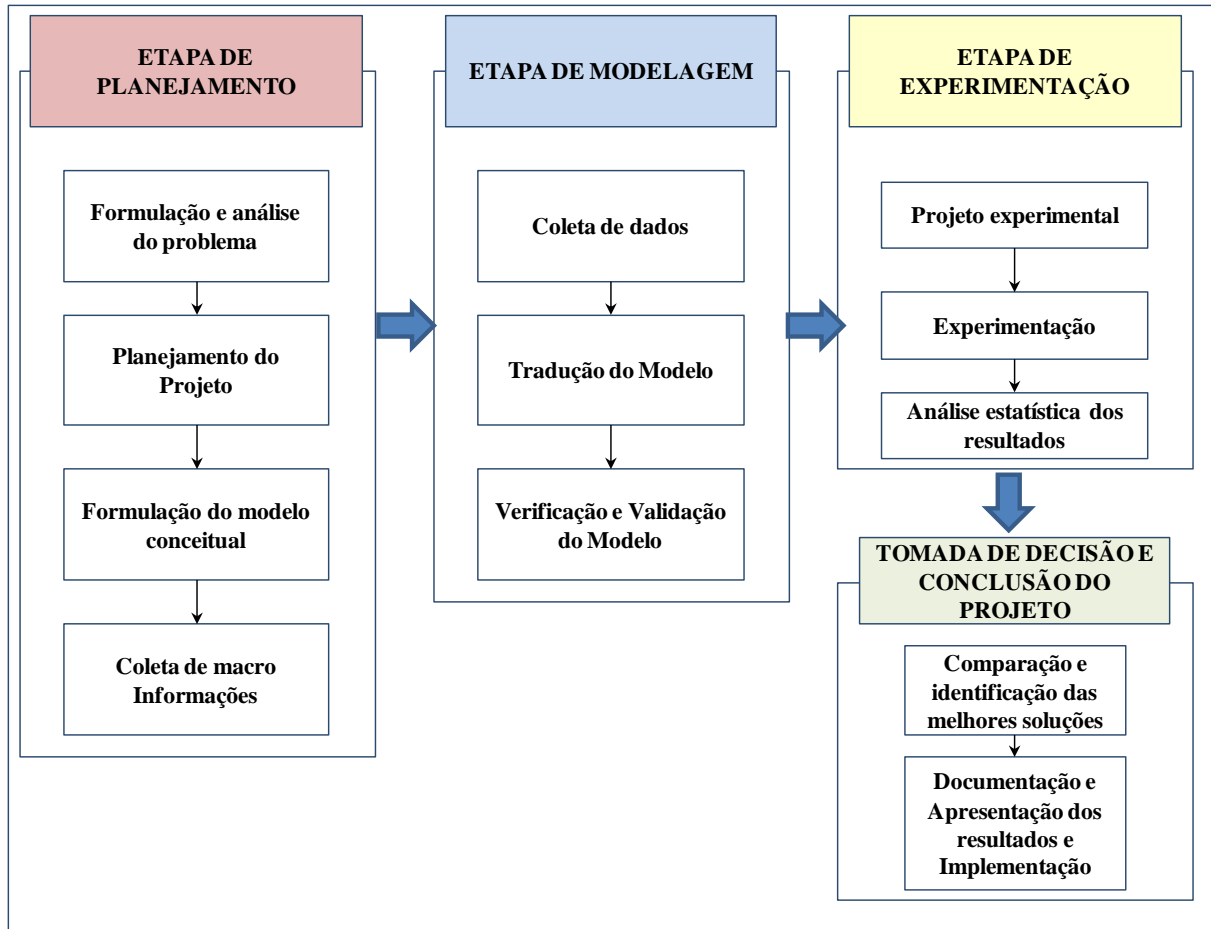 ETAPA DE
PLANEJAMENTO
Formulação e análise
do problema
Planejamento do
Projeto
Formulação do modelo
conceitual
Coleta de macro
Informações
ETAPA DE MODELAGEM
Coleta de dados
Tradução do Modelo
Verificação e Validação
do Modelo
ETAPA DE
EXPERIMENTAÇÃO
Projeto experimental
Experimentação
Análise estatística dos
resultados
TOMADA DE DECISÃO E
CONCLUSÃO DO
PROJETO
Comparação e
identificação das
melhores soluções
Documentação e
Apresentação dos
resultados e
Implementação